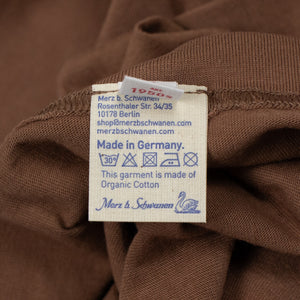 1950s
Merz b. Schwanen
Rosenthaler Str. 34/35
10178 Berlin
shop@merzbschwanen.com
merzbschwanen.com
Made in Germany.
30°
This garment is made of
Organic Cotton
Merz b. Schwanen